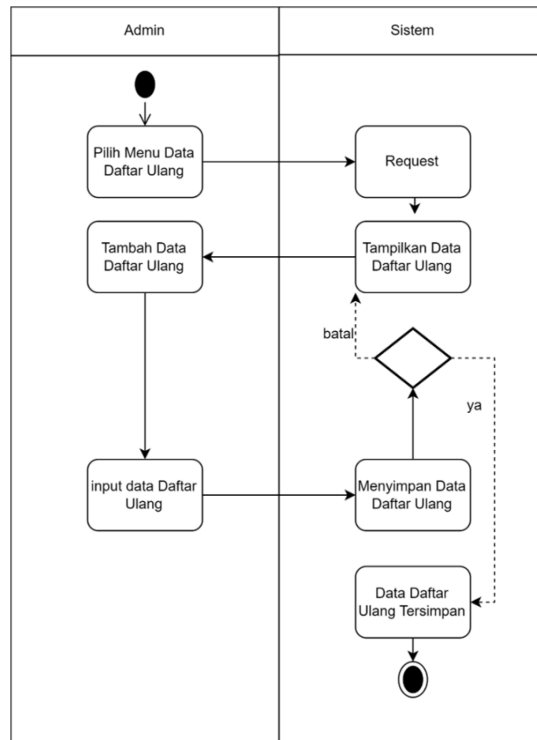 Admin
Sistem
Pilih Menu Data
Daftar Ulang
Request
Tambah Data
Daftar Ulang
Tampilkan Data
Daftar Ulang
batal
ya
input data Daftar
Ulang
Menyimpan Data
Daftar Ulang
Data Daftar
Ulang Tersimpan